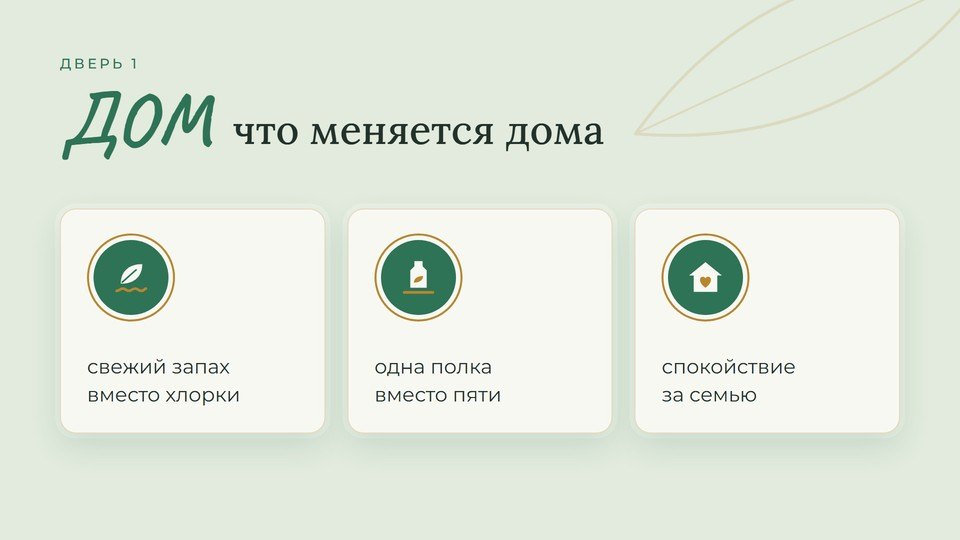 ДВЕРЬ 1
ДОМ что меняется дома
свежий запах
вместо хлорки
одна полка
вместо пяти
спокойствие
за семью